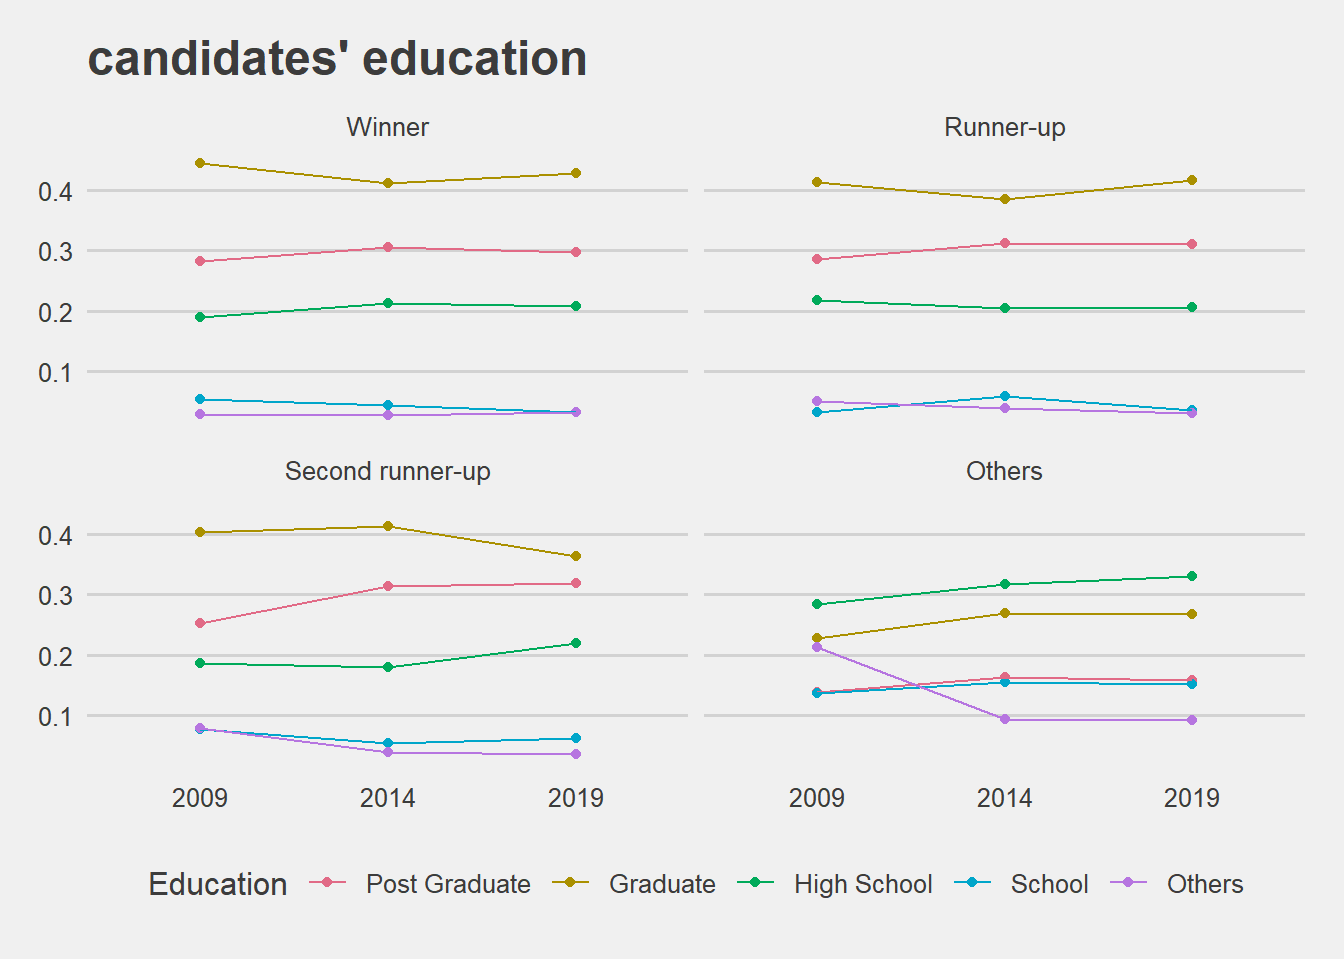 candidates' education
Winner
Runner-up
0.4
0.3
0.2
0.1
Second runner-up
Others
0.4
0.3
0.2
0.1
2009 2014 2019
2009 2014 2019
Education Post Graduate Graduate High School School Others